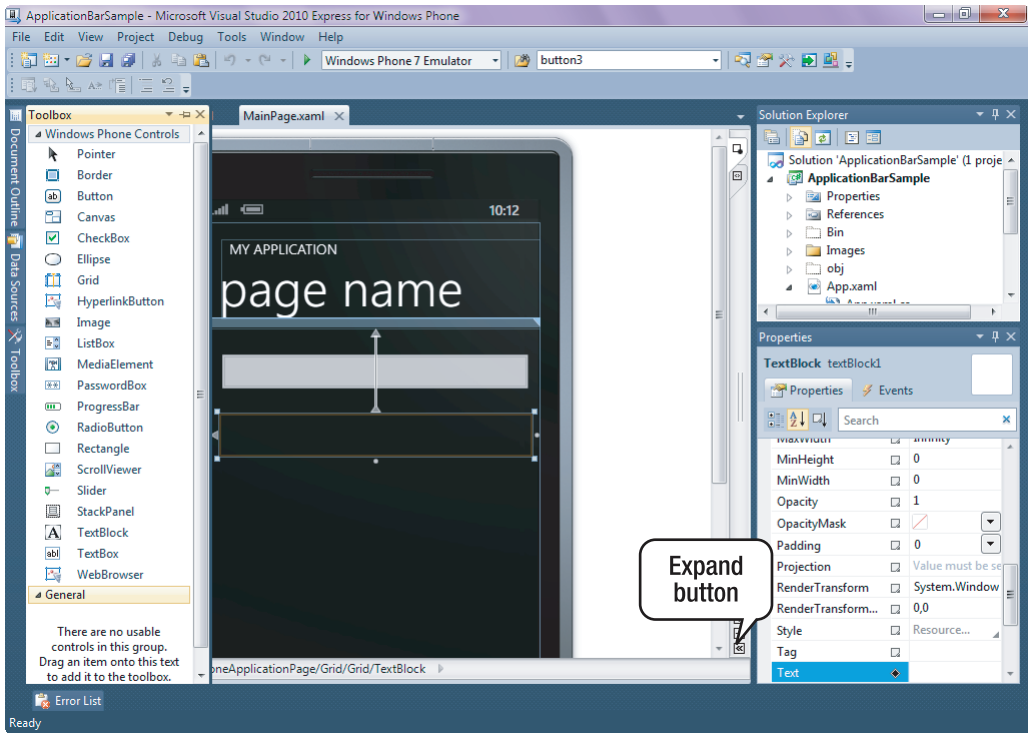 ApplicationBarSample - Microsoft Visual Studio 2010 Express for Windows Phone
File Edit View Project Debug Tools Window Help
Windows Phone 7 Emulator button3
Document Outline
Data Sources
Toolbox
Toolbox
Windows Phone Controls
Pointer
Border
Button
Canvas
CheckBox
Ellipse
Grid
HyperlinkButton
Image
ListBox
MediaElement
PasswordBox
ProgressBar
RadioButton
Rectangle
ScrollViewer
Slider
StackPanel
TextBlock
TextBox
WebBrowser
General
There are no usable
controls in this group.
Drag an item onto this text
to add it to the toolbox.
MainPage.xaml
10:12
MY APPLICATION
page name
Expand
button
oneApplicationPage/Grid/Grid/TextBlock
Solution Explorer
Solution 'ApplicationBarSample' (1 proje
ApplicationBarSample
Properties
References
Bin
Images
obj
App.xaml
Properties
TextBlock textBlock1
Properties Events
Search
MaxWidth Infinity
MinHeight 0
MinWidth 0
Opacity 1
OpacityMask
Padding 0
Projection Value must be se
RenderTransform System.Window
RenderTransform... 0,0
Style Resource...
Tag
Text
Error List
Ready